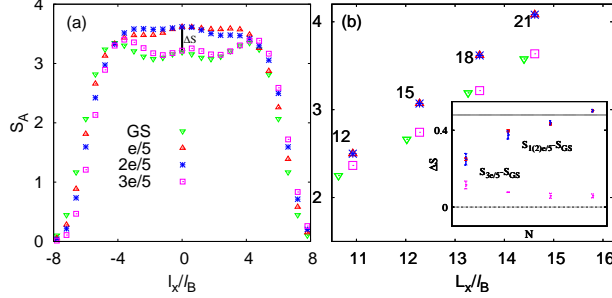 (a)
S_A
4
3
2
1
0
ΔS
GS
e/5
2e/5
3e/5
-8 -4 0 4 8
l_x/l_B
(b)
4
3
2
12
15
18
21
11 12 13 14 15 16
L_x/l_B
ΔS
0.4
0
S_1(2)e/5-S_GS
S_3e/5-S_GS
N